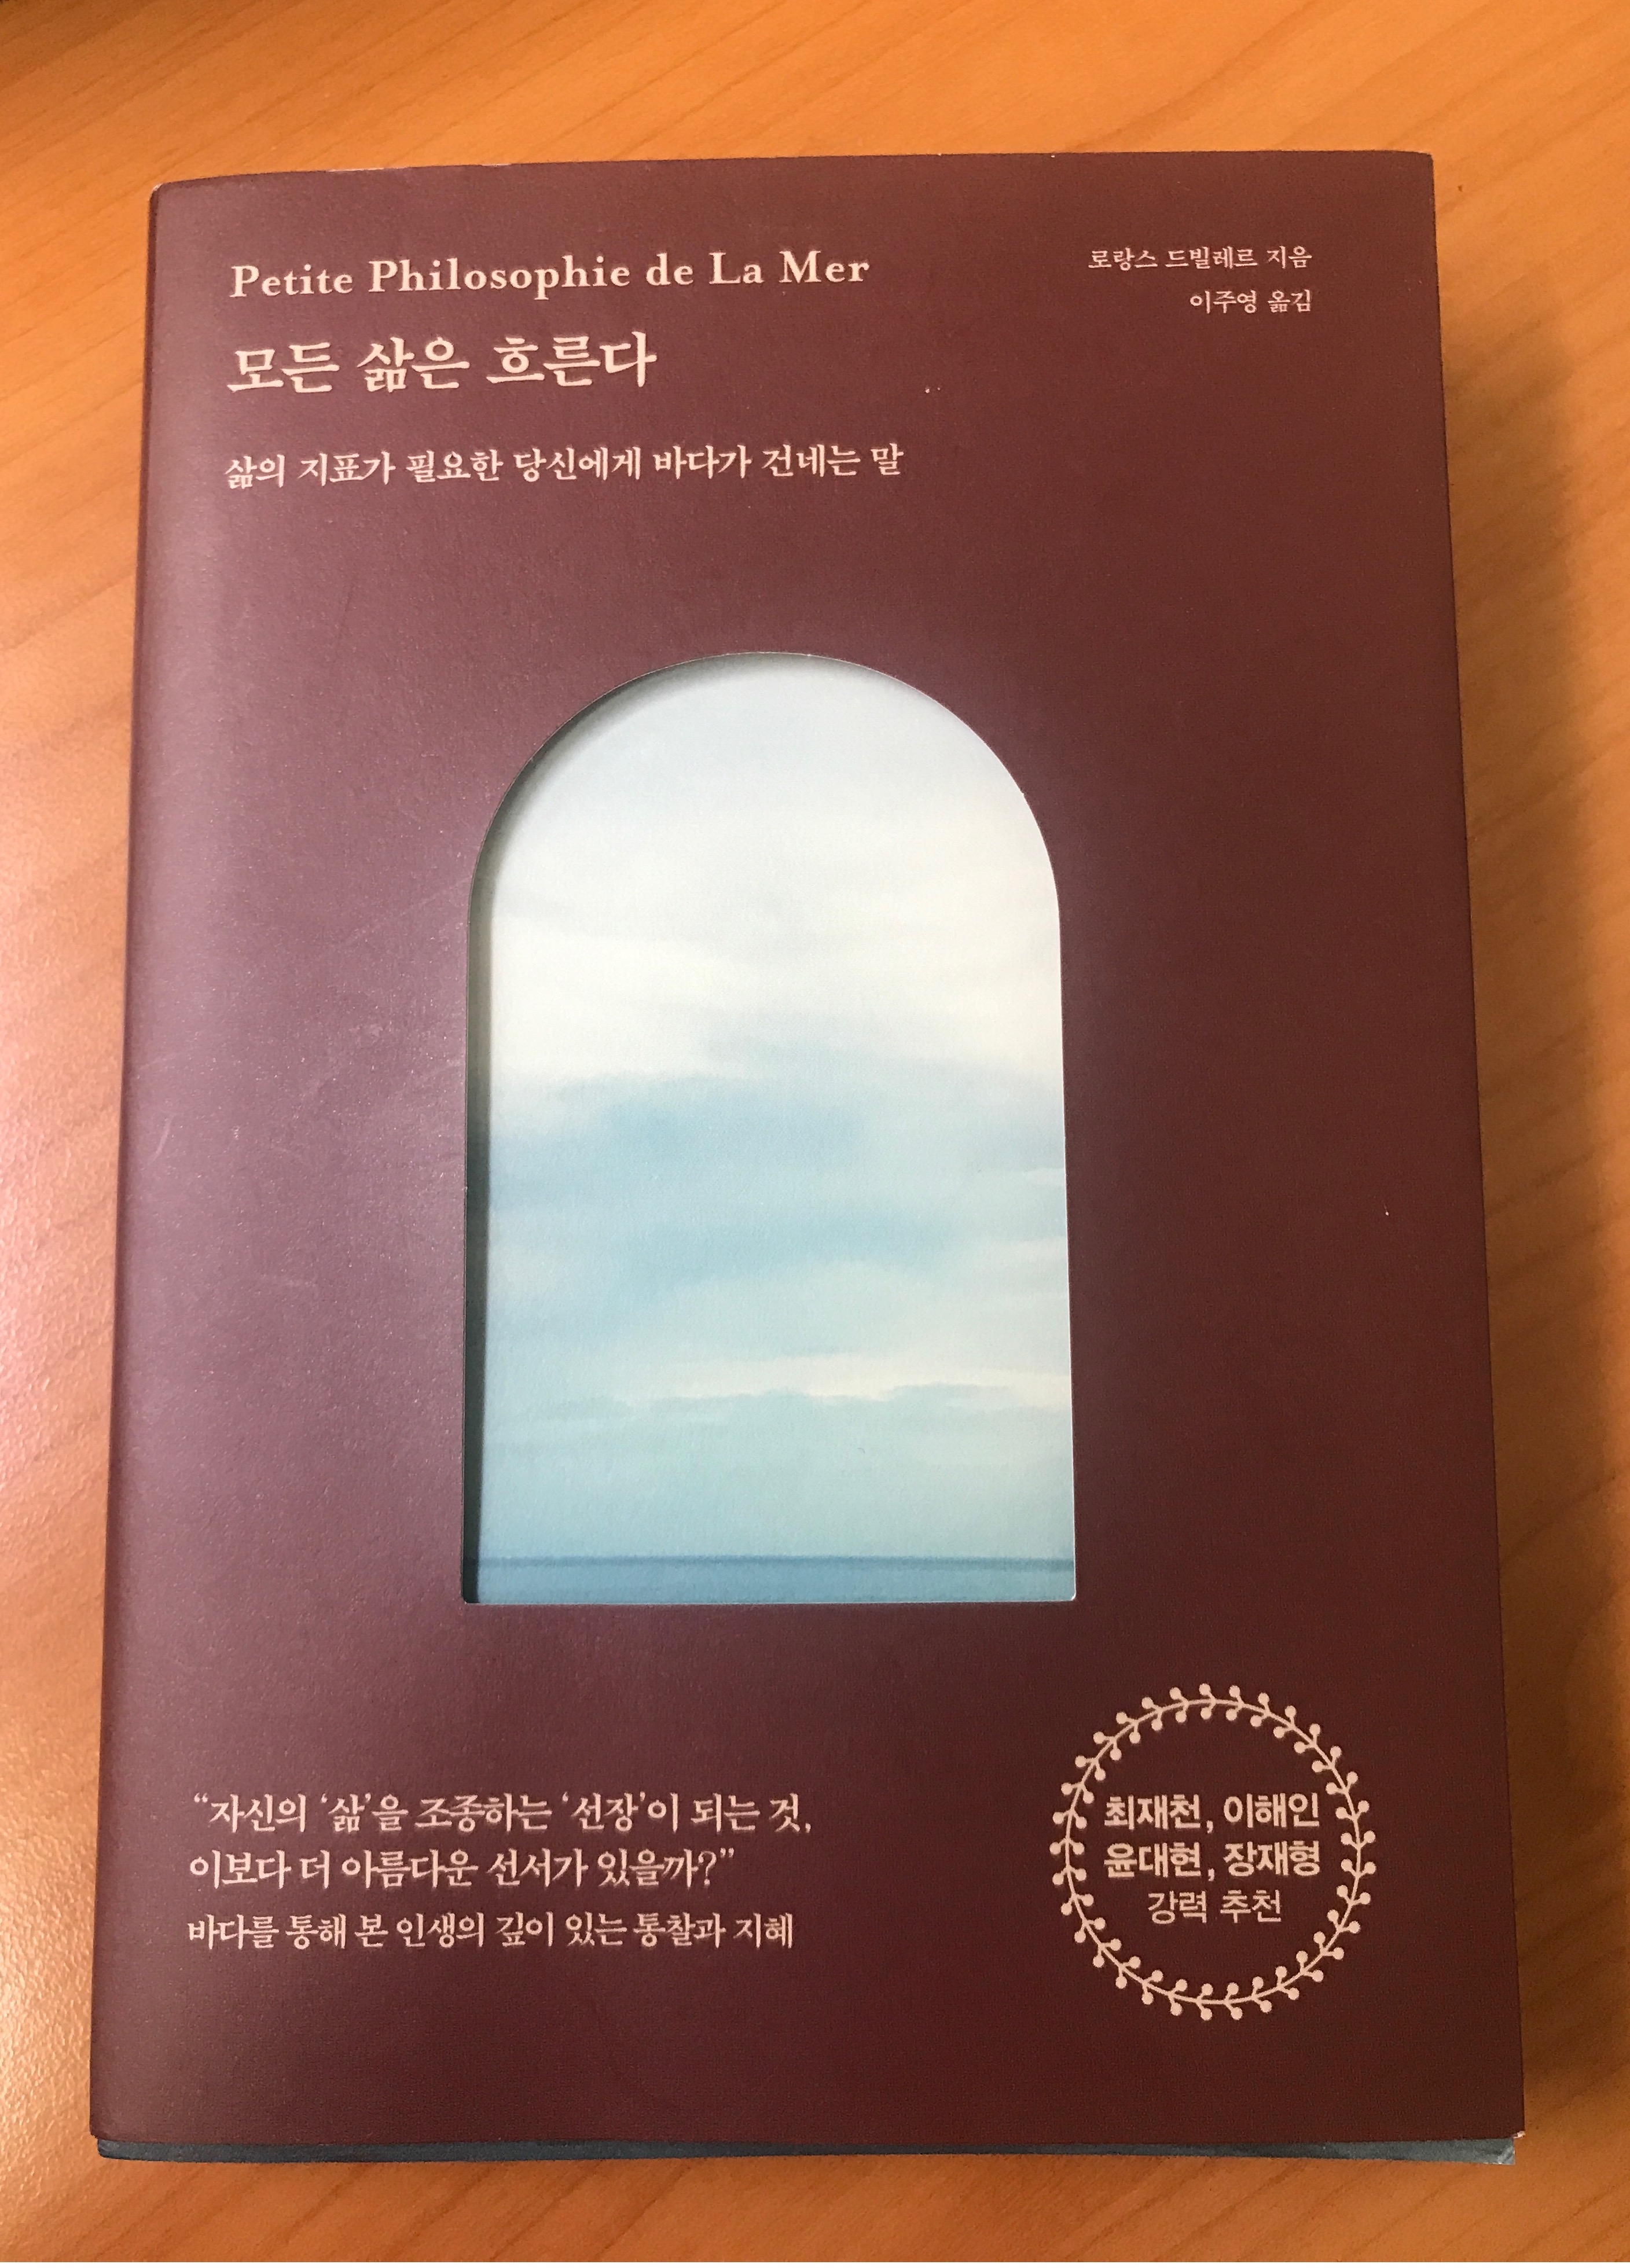 Petite Philosophie de La Mer
모든 삶은 흐른다
삶의 지표가 필요한 당신에게 바다가 건네는 말
로랑스 드빌레르 지음
이주영 옮김
“자신의 ‘삶’을 조종하는 ‘선장’이 되는 것,
이보다 더 아름다운 선서가 있을까?”
바다를 통해 본 인생의 깊이 있는 통찰과 지혜
최재천, 이해인
윤대현, 장재형
강력 추천